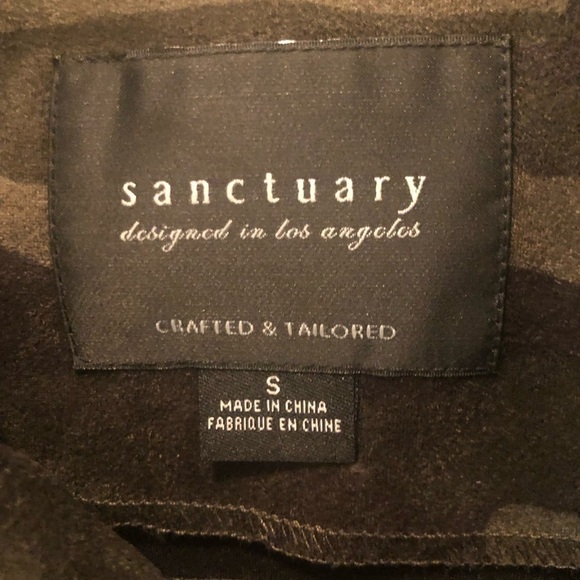 sanctuary
designed in los angeles
CRAFTED & TAILORED
S
MADE IN CHINA
FABRIQUE EN CHINE